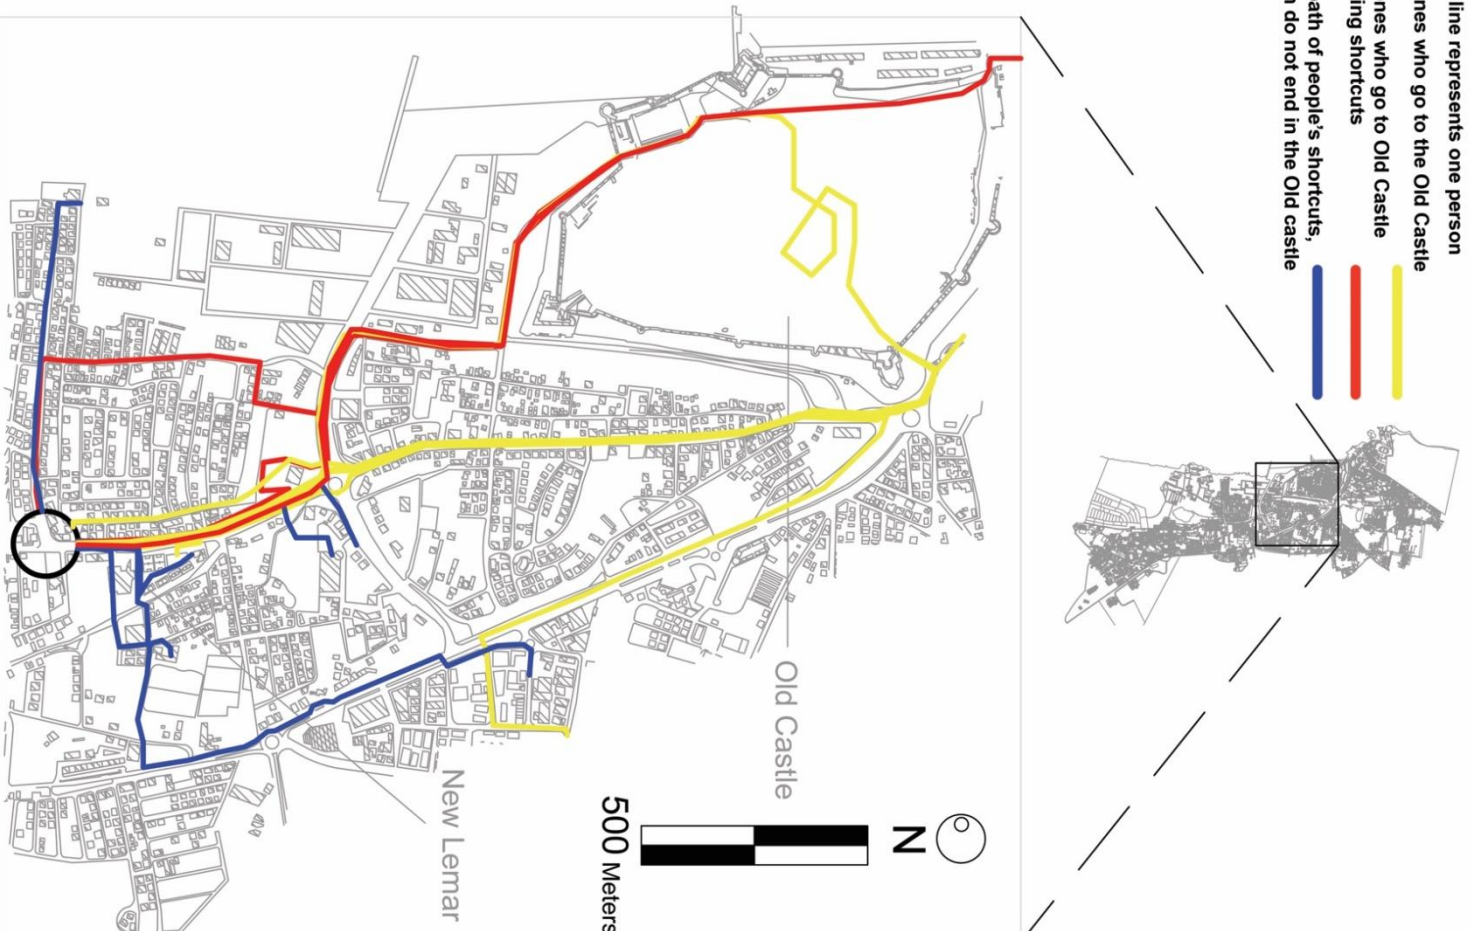 line represents one person
nes who go to the Old Castle
nes who go to Old Castle
ing shortcuts
ath of people's shortcuts,
do not end in the Old castle
Old Castle
New Lemar
500 Meters
N